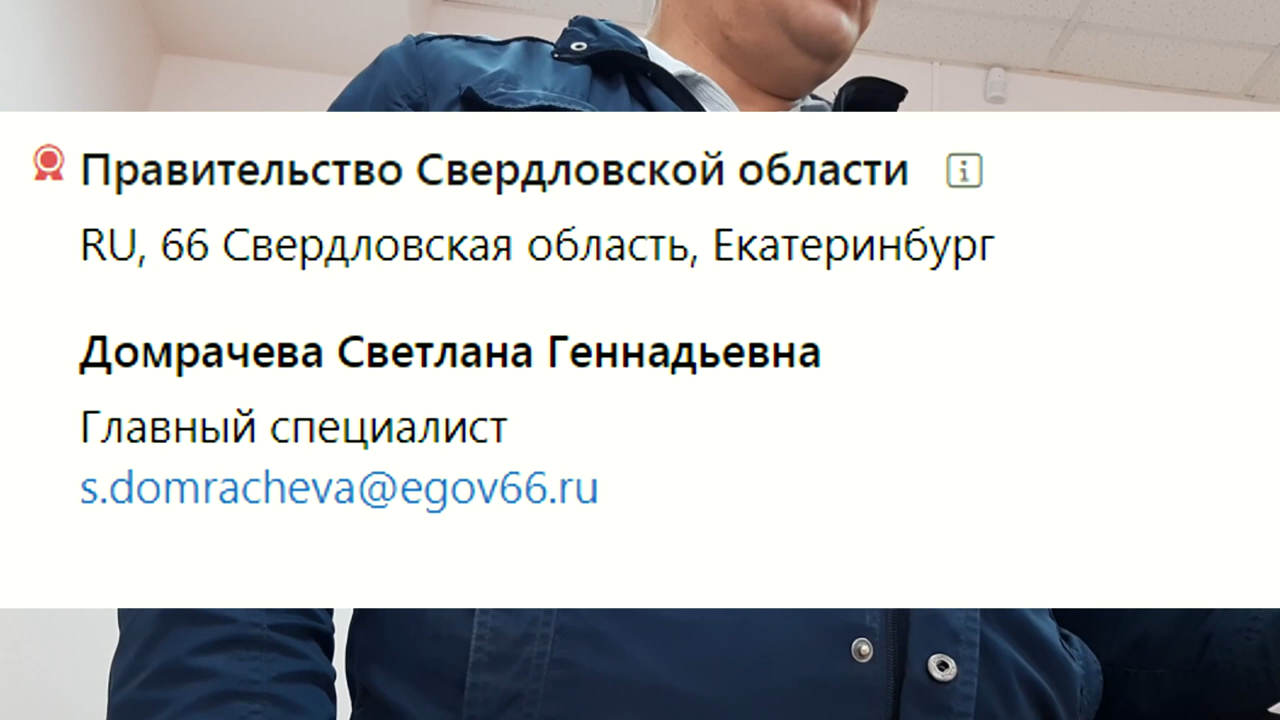 Правительство Свердловской области
RU, 66 Свердловская область, Екатеринбург
Домрачева Светлана Геннадьевна
Главный специалист
s.domracheva@egov66.ru